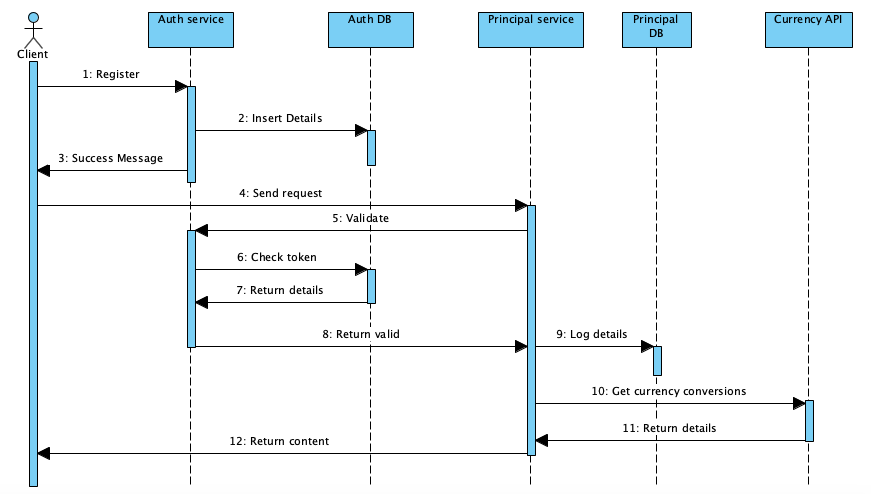 Auth service
Auth DB
Principal service
Principal
DB
Currency API
Client
1: Register
2: Insert Details
3: Success Message
4: Send request
5: Validate
6: Check token
7: Return details
8: Return valid
9: Log details
10: Get currency conversions
11: Return details
12: Return content